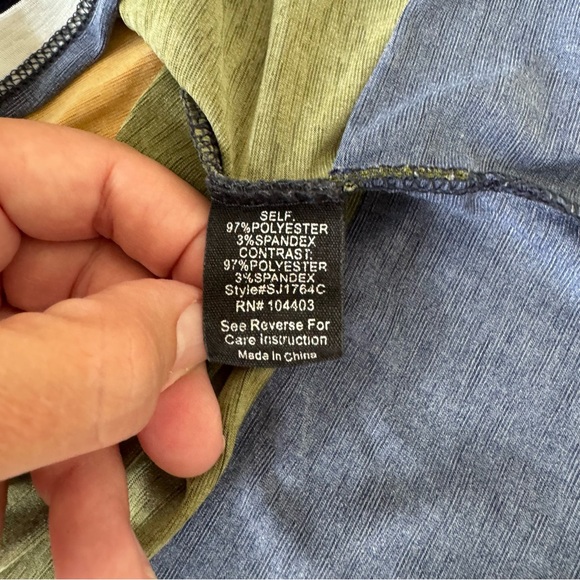 SELF:
97%POLYESTER
3%SPANDEX
CONTRAST:
97%POLYESTER
3%SPANDEX
Style#SJ1764C
RN# 104403
See Reverse For
Care Instruction
Made In China